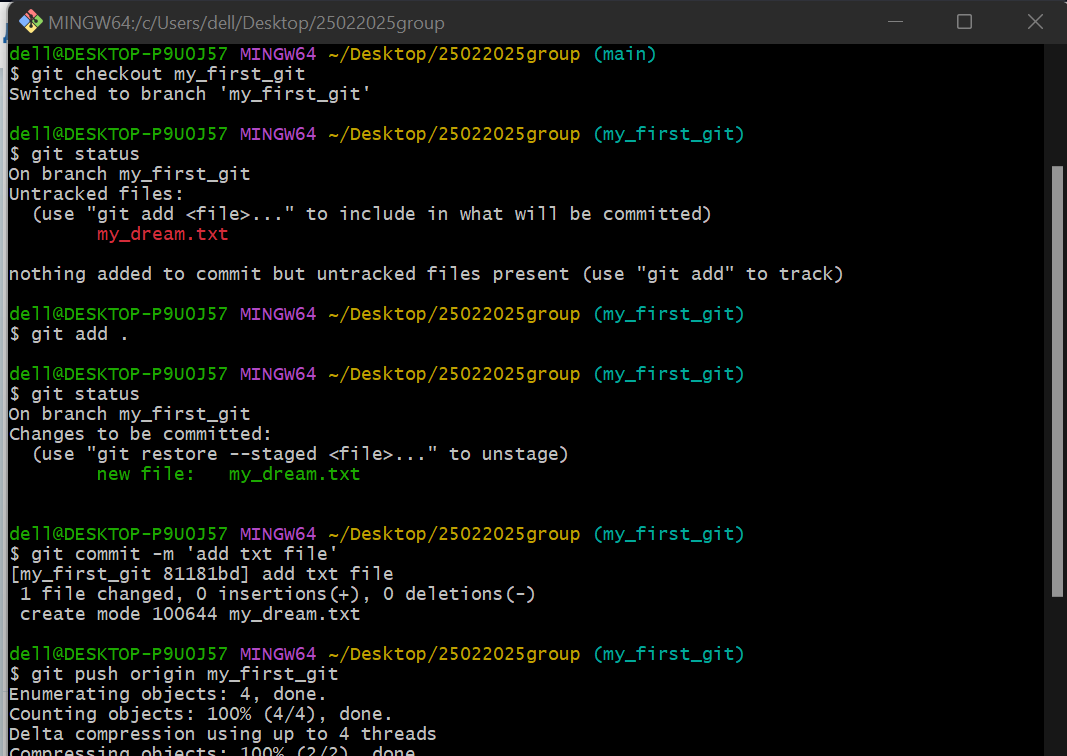 MINGW64:/c/Users/dell/Desktop/25022025group
dell@DESKTOP-P9UOJ57 MINGW64 ~/Desktop/25022025group (main)
$ git checkout my_first_git
Switched to branch 'my_first_git'
dell@DESKTOP-P9UOJ57 MINGW64 ~/Desktop/25022025group (my_first_git)
$ git status
On branch my_first_git
Untracked files:
  (use "git add <file>..." to include in what will be committed)
        my_dream.txt
nothing added to commit but untracked files present (use "git add" to track)
dell@DESKTOP-P9UOJ57 MINGW64 ~/Desktop/25022025group (my_first_git)
$ git add .
dell@DESKTOP-P9UOJ57 MINGW64 ~/Desktop/25022025group (my_first_git)
$ git status
On branch my_first_git
Changes to be committed:
  (use "git restore --staged <file>..." to unstage)
        new file:   my_dream.txt
dell@DESKTOP-P9UOJ57 MINGW64 ~/Desktop/25022025group (my_first_git)
$ git commit -m 'add txt file'
[my_first_git 81181bd] add txt file
 1 file changed, 0 insertions(+), 0 deletions(-)
 create mode 100644 my_dream.txt
dell@DESKTOP-P9UOJ57 MINGW64 ~/Desktop/25022025group (my_first_git)
$ git push origin my_first_git
Enumerating objects: 4, done.
Counting objects: 100% (4/4), done.
Delta compression using up to 4 threads
Compressing objects: 100% (2/2), done.